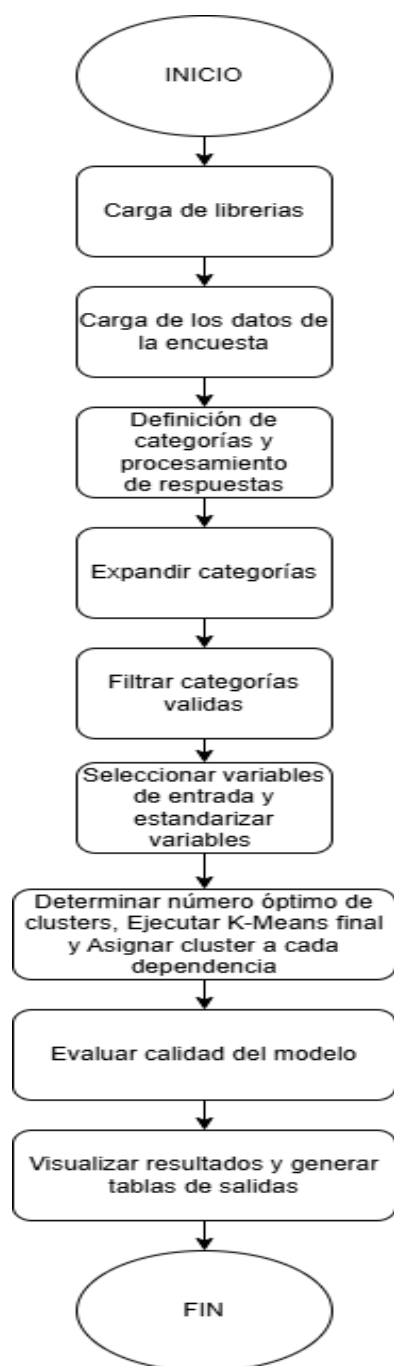 INICIO
Carga de librerias
Carga de los datos de
la encuesta
Definición de
categorías y
procesamiento
de respuestas
Expandir categorías
Filtrar categorías
validas
Seleccionar variables
de entrada y
estandarizar
variables
Determinar número óptimo de
clusters, Ejecutar K-Means final
y Asignar cluster a cada
dependencia
Evaluar calidad del modelo
Visualizar resultados y generar
tablas de salidas
FIN